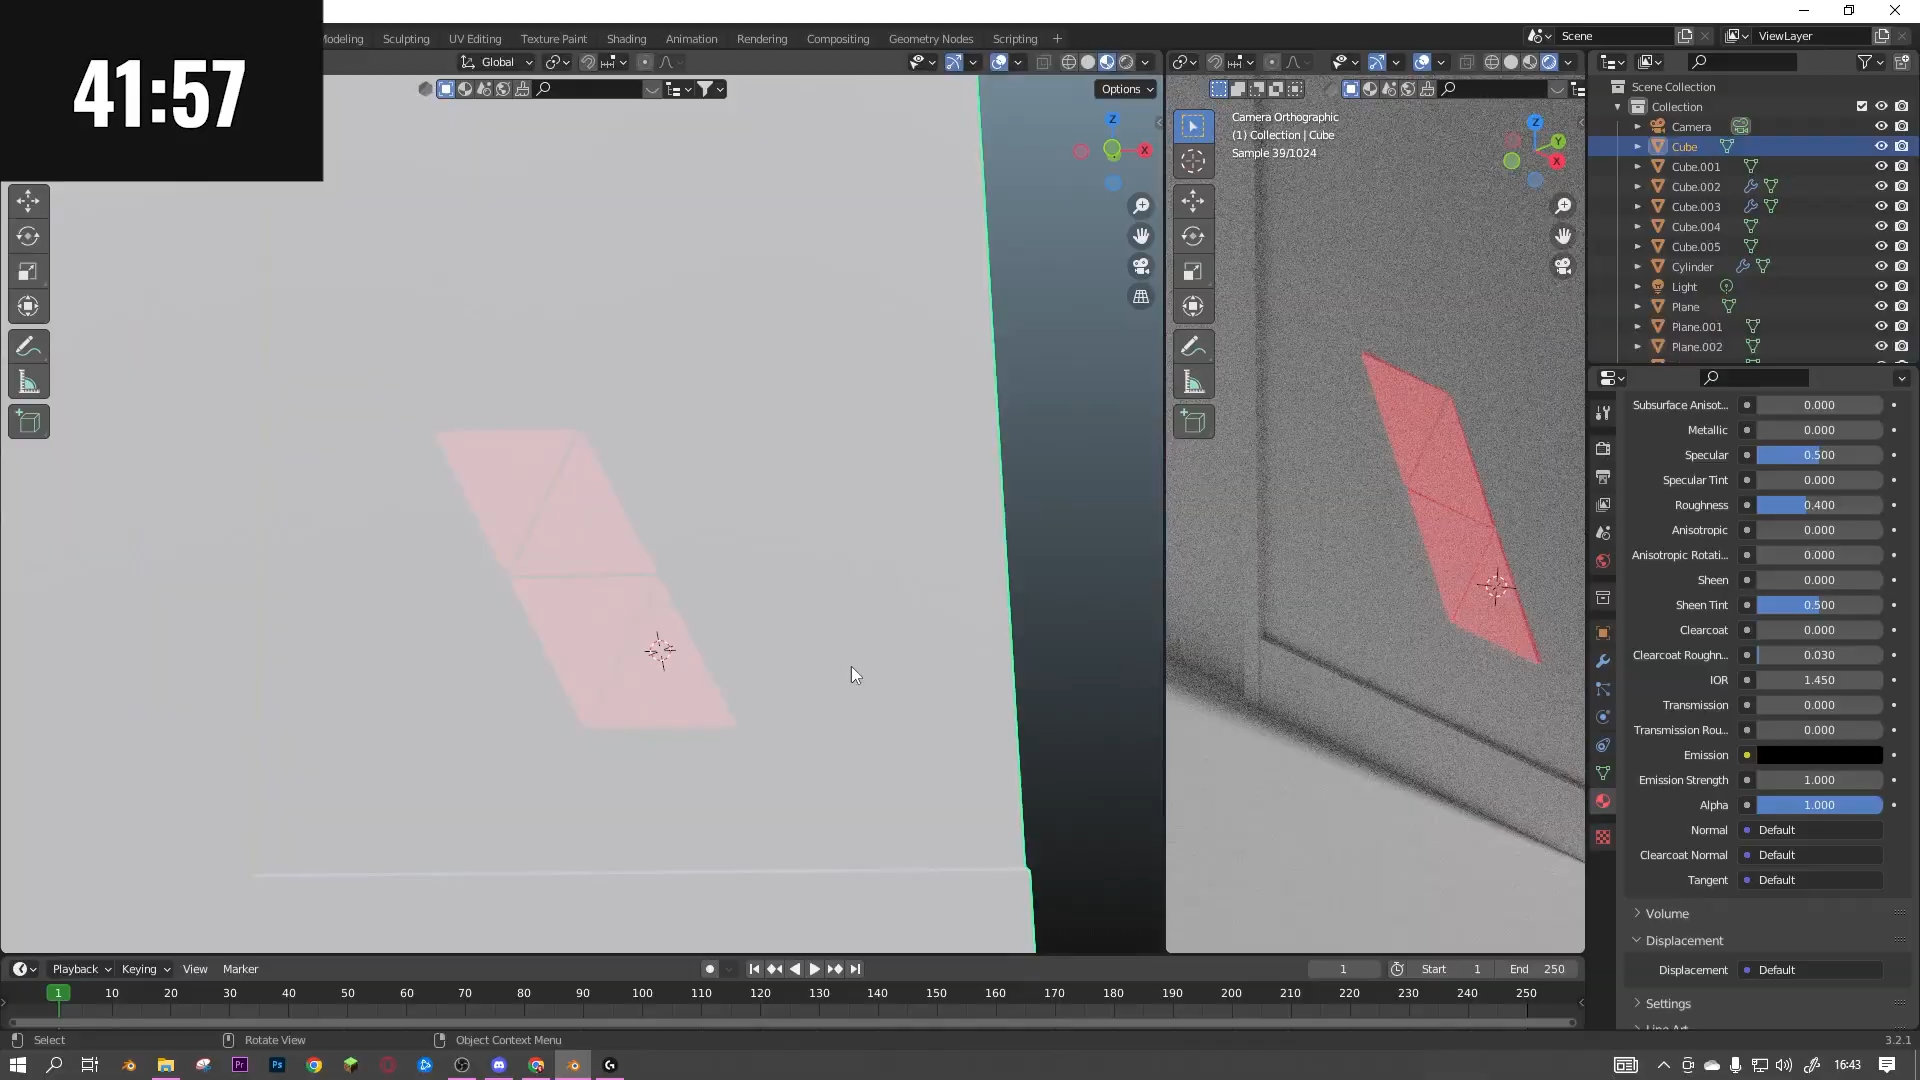 41:57
Modeling Sculpting UV Editing Texture Paint Shading Animation Rendering Compositing Geometry Nodes Scripting +
Scene
ViewLayer
Global
Options
Z
X
Camera Orthographic
(1) Collection | Cube
Sample 39/1024
Z
Y
X
Scene Collection
Collection
Camera
Cube
Cube.001
Cube.002
Cube.003
Cube.004
Cube.005
Cylinder
Light
Plane
Plane.001
Plane.002
Subsurface Anisot... 0.000
Metallic 0.000
Specular 0.500
Specular Tint 0.000
Roughness 0.400
Anisotropic 0.000
Anisotropic Rotati... 0.000
Sheen 0.000
Sheen Tint 0.500
Clearcoat 0.000
Clearcoat Roughn... 0.030
IOR 1.450
Transmission 0.000
Transmission Rou... 0.000
Emission
Emission Strength 1.000
Alpha 1.000
Normal Default
Clearcoat Normal Default
Tangent Default
Volume
Displacement
Displacement Default
Settings
Line Art
Playback Keying View Marker
1 Start 1 End 250
1 10 20 30 40 50 60 70 80 90 100 110 120 130 140 150 160 170 180 190 200 210 220 230 240 250
Select Rotate View Object Context Menu 3.2.1
Pr Ps 16:43